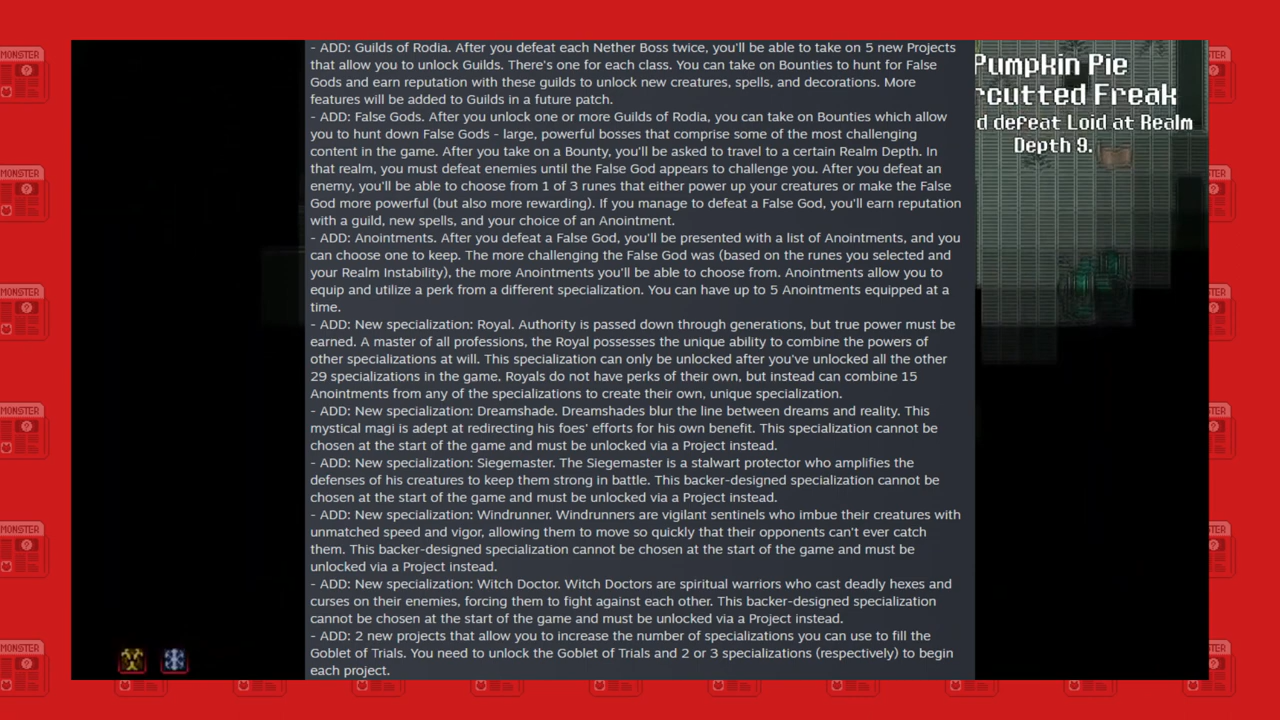 - ADD: Guilds of Rodia. After you defeat each Nether Boss twice, you'll be able to take on 5 new Projects
that allow you to unlock Guilds. There's one for each class. You can take on Bounties to hunt for False
Gods and earn reputation with these guilds to unlock new creatures, spells, and decorations. More
features will be added to Guilds in a future patch.
- ADD: False Gods. After you unlock one or more Guilds of Rodia, you can take on Bounties which allow
you to hunt down False Gods - large, powerful bosses that comprise some of the most challenging
content in the game. After you take on a Bounty, you'll be asked to travel to a certain Realm Depth. In
that realm, you must defeat enemies until the False God appears to challenge you. After you defeat an
enemy, you'll be able to choose from 1 of 3 runes that either power up your creatures or make the False
God more powerful (but also more rewarding). If you manage to defeat a False God, you'll earn reputation
with a guild, new spells, and your choice of an Anointment.
- ADD: Anointments. After you defeat a False God, you'll be presented with a list of Anointments, and you
can choose one to keep. The more challenging the False God was (based on the runes you selected and
your Realm Instability), the more Anointments you'll be able to choose from. Anointments allow you to
equip and utilize a perk from a different specialization. You can have up to 5 Anointments equipped at a
time.
- ADD: New specialization: Royal. Authority is passed down through generations, but true power must be
earned. A master of all professions, the Royal possesses the unique ability to combine the powers of
other specializations at will. This specialization can only be unlocked after you've unlocked all the other
29 specializations in the game. Royals do not have perks of their own, but instead can combine 15
Anointments from any of the specializations to create their own, unique specialization.
- ADD: New specialization: Dreamshade. Dreamshades blur the line between dreams and reality. This
mystical magi is adept at redirecting his foes' efforts for his own benefit. This specialization cannot be
chosen at the start of the game and must be unlocked via a Project instead.
- ADD: New specialization: Siegemaster. The Siegemaster is a stalwart protector who amplifies the
defenses of his creatures to keep them strong in battle. This backer-designed specialization cannot be
chosen at the start of the game and must be unlocked via a Project instead.
- ADD: New specialization: Windrunner. Windrunners are vigilant sentinels who imbue their creatures with
unmatched speed and vigor, allowing them to move so quickly that their opponents can't ever catch
them. This backer-designed specialization cannot be chosen at the start of the game and must be
unlocked via a Project instead.
- ADD: New specialization: Witch Doctor. Witch Doctors are spiritual warriors who cast deadly hexes and
curses on their enemies, forcing them to fight against each other. This backer-designed specialization
cannot be chosen at the start of the game and must be unlocked via a Project instead.
- ADD: 2 new projects that allow you to increase the number of specializations you can use to fill the
Goblet of Trials. You need to unlock the Goblet of Trials and 2 or 3 specializations (respectively) to begin
each project.
Pumpkin Pie
rcutted Freak
d defeat Loid at Realm
Depth 9.
MONSTER
MONSTER
MONSTER
MONSTER
MONSTER
MONSTER